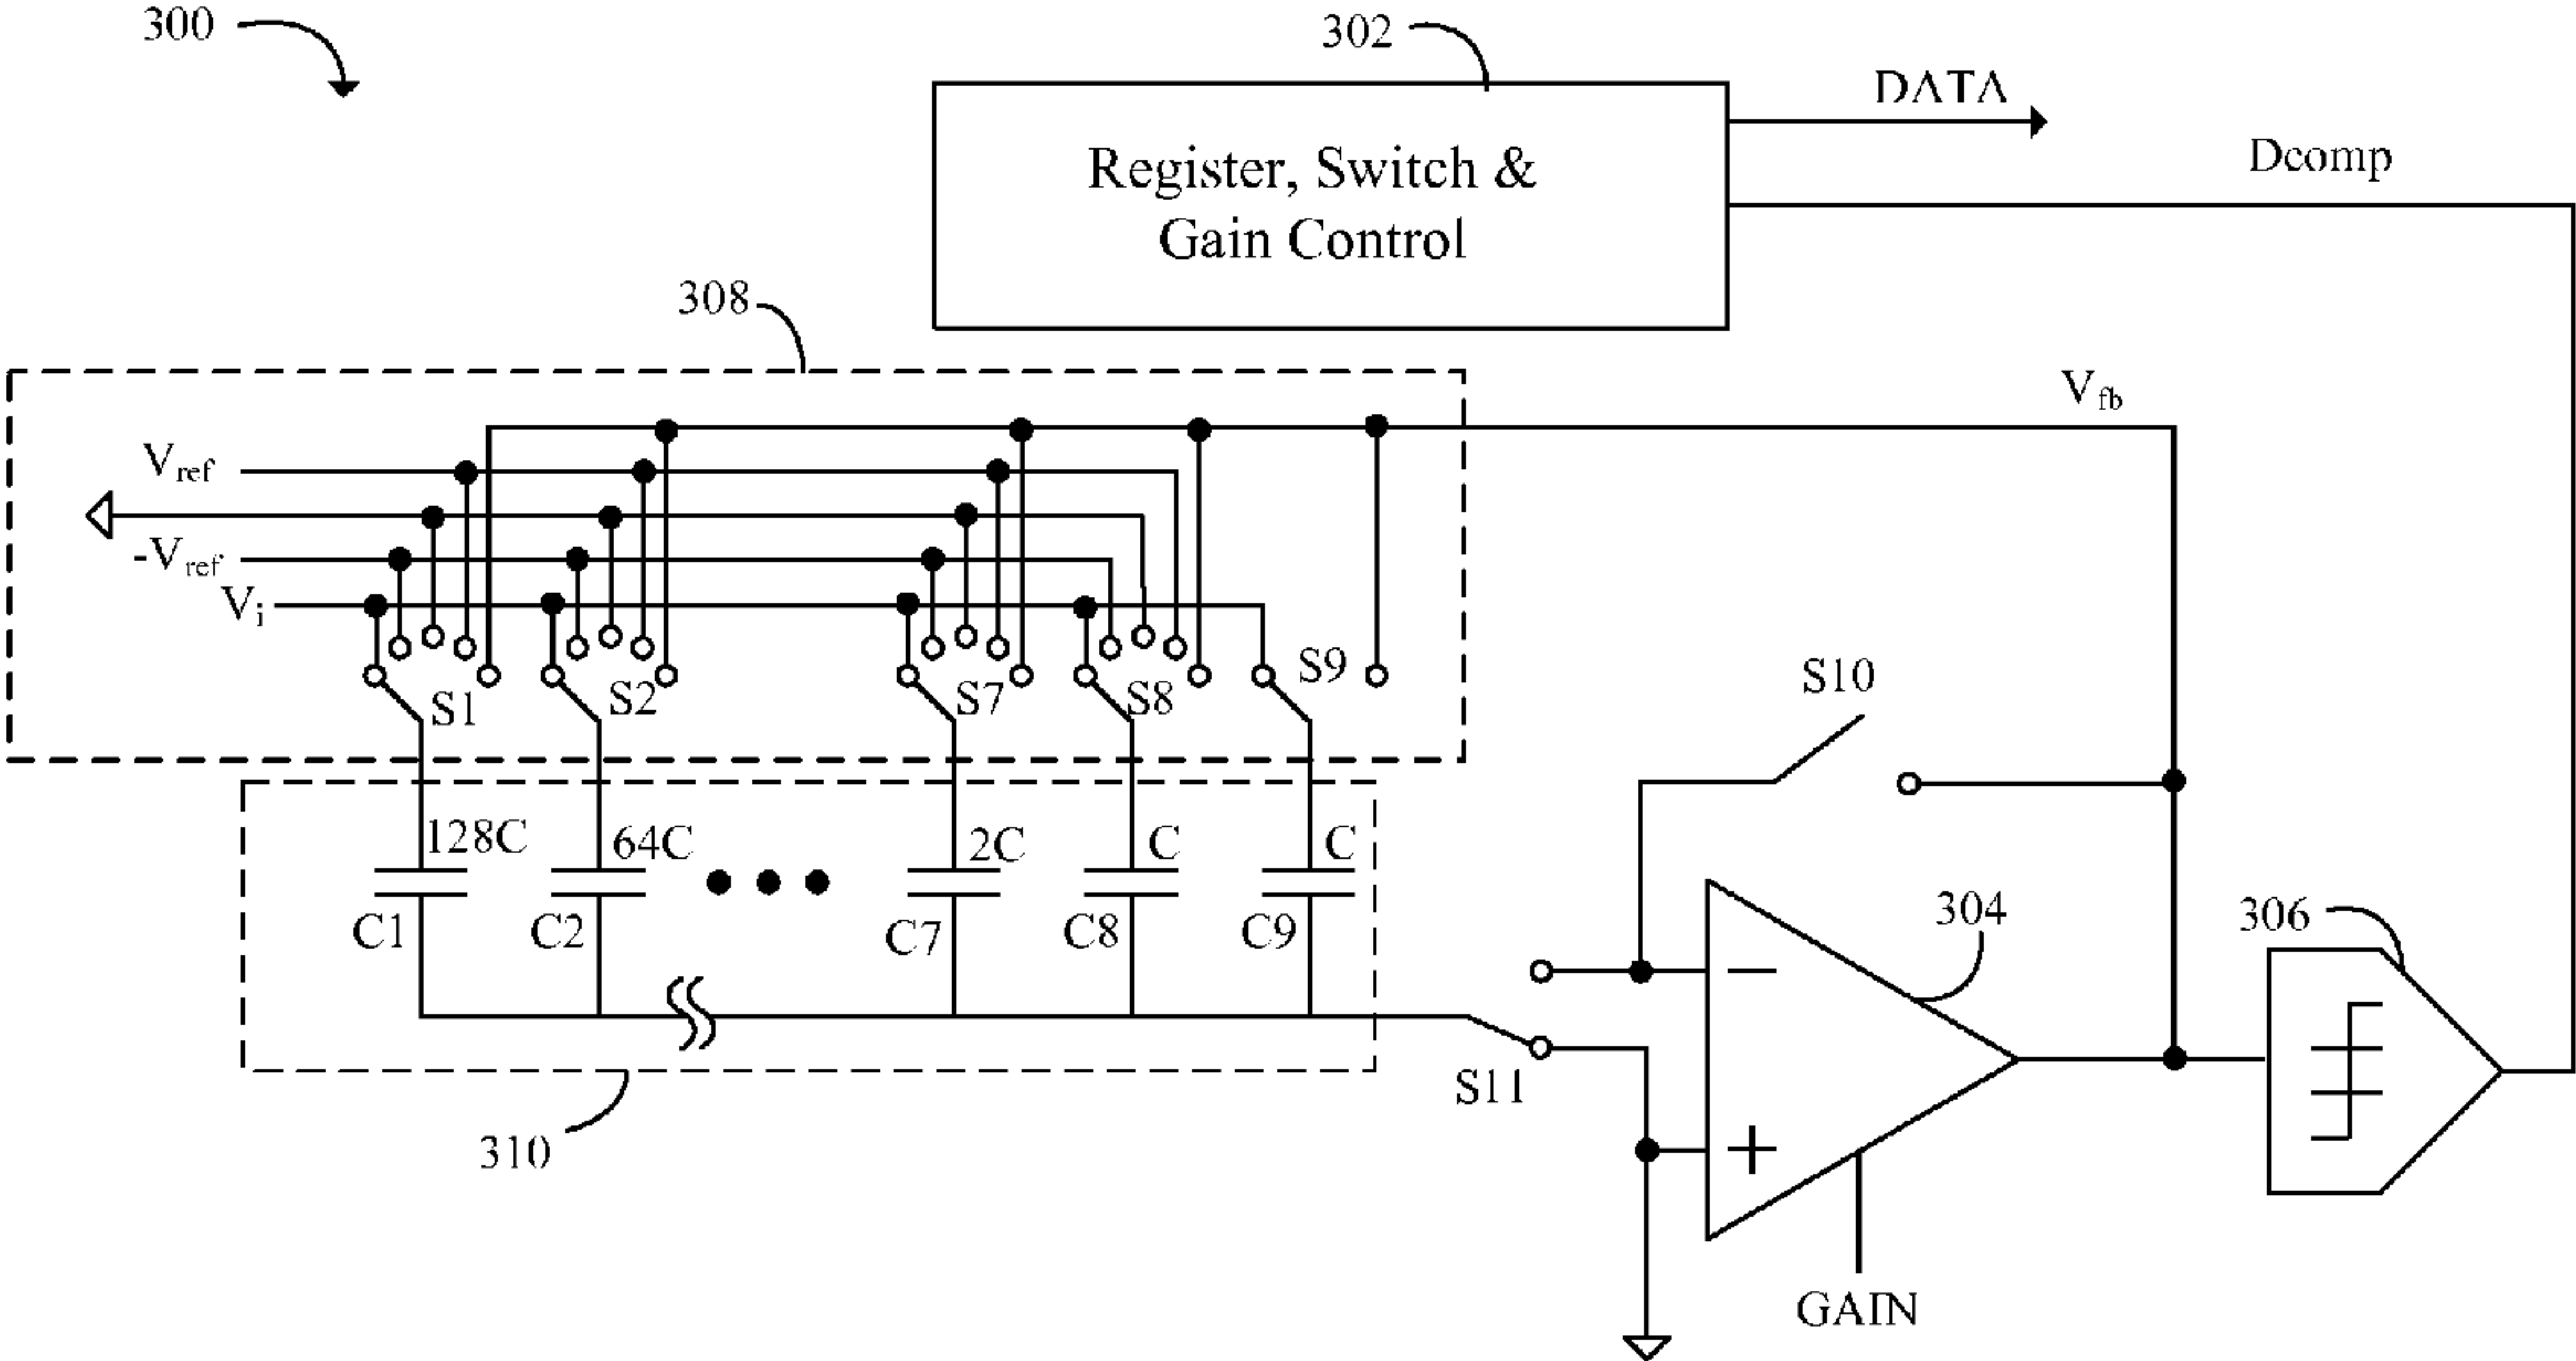 300
302
DATA
Dcomp
Register, Switch &
Gain Control
308
Vfb
Vref
-Vref
Vi
S1
S2
S7
S8
S9
S10
128C
64C
2C
C
C
C1
C2
C7
C8
C9
304
306
S11
310
GAIN